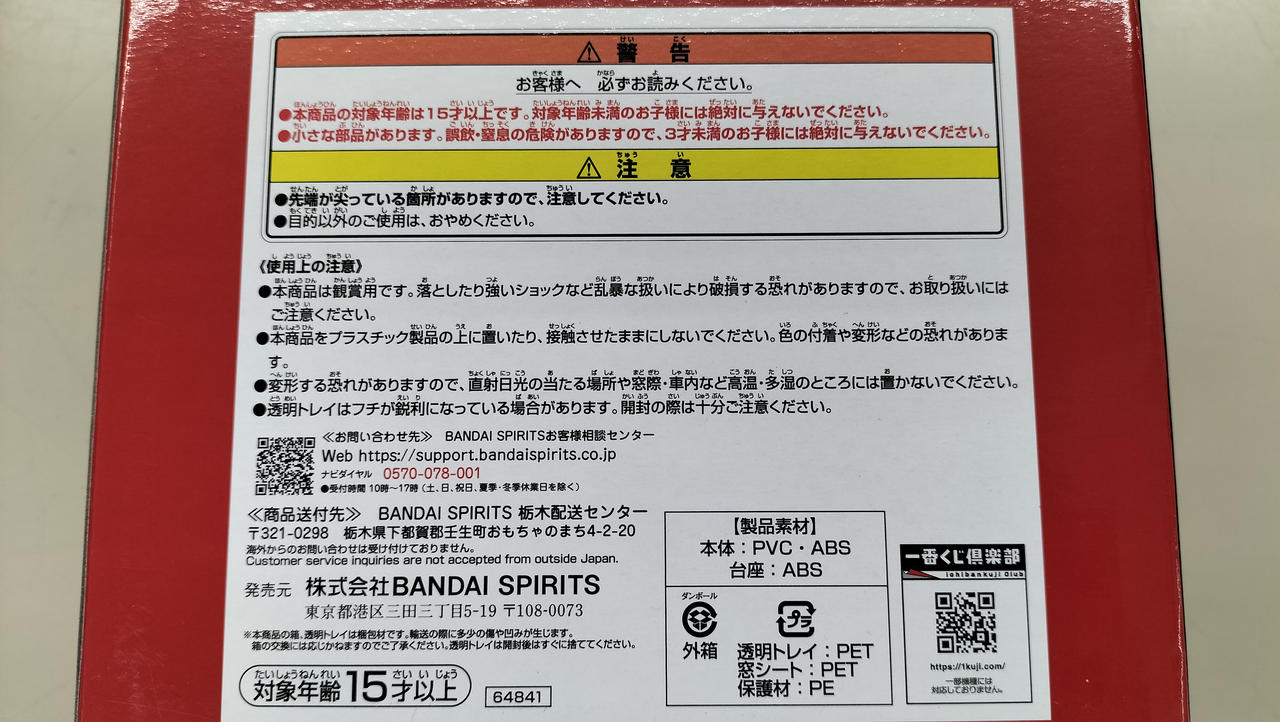 ⚠ 警告
お客様へ 必ずお読みください。
●本商品の対象年齢は15才以上です。対象年齢未満のお子様には絶対に与えないでください。
●小さな部品があります。誤飲・窒息の危険がありますので、3才未満のお子様には絶対に与えないでください。
⚠ 注意
●先端が尖っている箇所がありますので、注意してください。
●目的以外のご使用は、おやめください。
《使用上の注意》
●本商品は観賞用です。落としたり強いショックなど乱暴な扱いにより破損する恐れがありますので、お取り扱いには
ご注意ください。
●本商品をプラスチック製品の上に置いたり、接触させたままにしないでください。色の付着や変形などの恐れがありま
す。
●変形する恐れがありますので、直射日光の当たる場所や窓際・車内など高温・多湿のところには置かないでください。
●透明トレイはフチが鋭利になっている場合があります。開封の際は十分ご注意ください。
≪お問い合わせ先≫ BANDAI SPIRITSお客様相談センター
Web https://support.bandaispirits.co.jp
ナビダイヤル 0570-078-001
●受付時間 10時〜17時(土、日、祝日、夏季・冬季休業日を除く)
≪商品送付先≫ BANDAI SPIRITS 栃木配送センター
〒321-0298 栃木県下都賀郡壬生町おもちゃのまち4-2-20
海外からのお問い合わせは受け付けておりません。
Customer service inquiries are not accepted from outside Japan.
発売元 株式会社BANDAI SPIRITS
東京都港区三田三丁目5-19 〒108-0073
※本商品の箱、透明トレイは梱包材です。輸送の際に多少の傷や凹みが生じます。
箱の交換には応じかねますのでご了承ください。透明トレイは開封後はすぐに捨ててください。
対象年齢15才以上
64841
【製品素材】
本体:PVC・ABS
台座:ABS
ダンボール
外箱
プラ
透明トレイ:PET
窓シート:PET
保護材:PE
一番くじ倶楽部
Ichibankuji Club
https://1kuji.com/
一部機種には
対応しておりません。